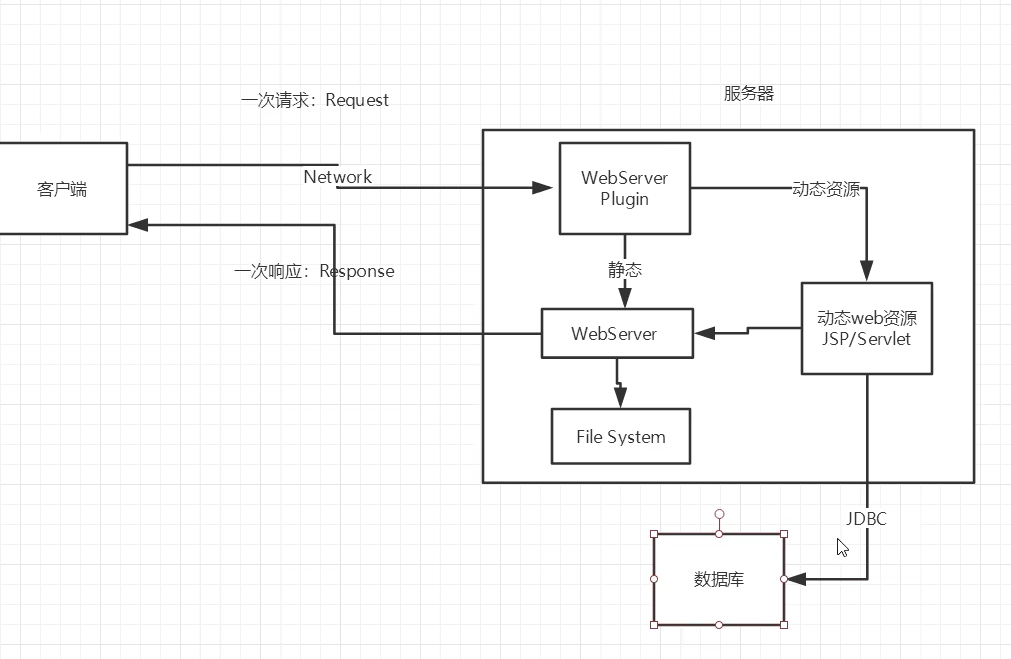 服务器
一次请求：Request
WebServer
Plugin
客户端
Network
动态资源
一次响应：Response
静态
动态web资源
JSP/Servlet
WebServer
File System
JDBC
数据库